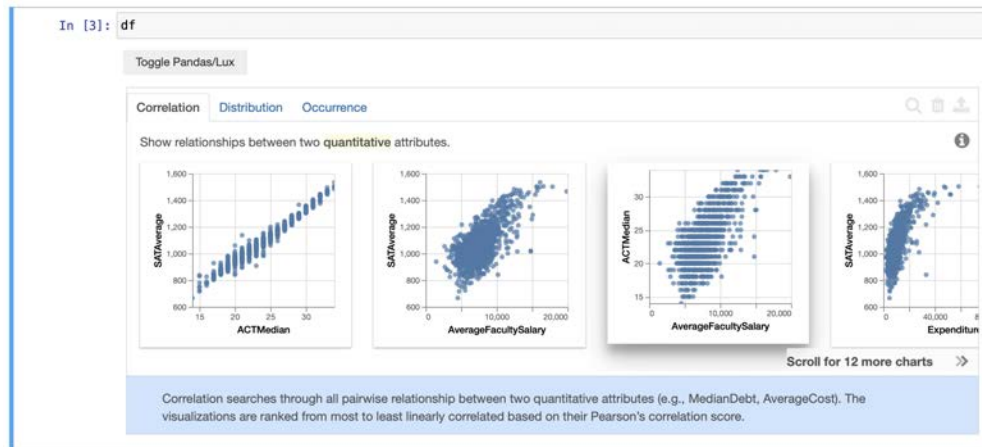 In [3]: df
Toggle Pandas/Lux
Correlation Distribution Occurrence
Show relationships between two quantitative attributes.
1,600
1,400
1,200
1,000
800
600
SATAverage
15 20 25 30
ACTMedian
1,600
1,400
1,200
1,000
800
600
SATAverage
0 10,000 20,000
AverageFacultySalary
30
25
20
15
ACTMedian
0 10,000 20,000
AverageFacultySalary
1,600
1,400
1,200
1,000
800
600
SATAverage
0 40,000 8
Expenditure
Scroll for 12 more charts >>
Correlation searches through all pairwise relationship between two quantitative attributes (e.g., MedianDebt, AverageCost). The
visualizations are ranked from most to least linearly correlated based on their Pearson's correlation score.